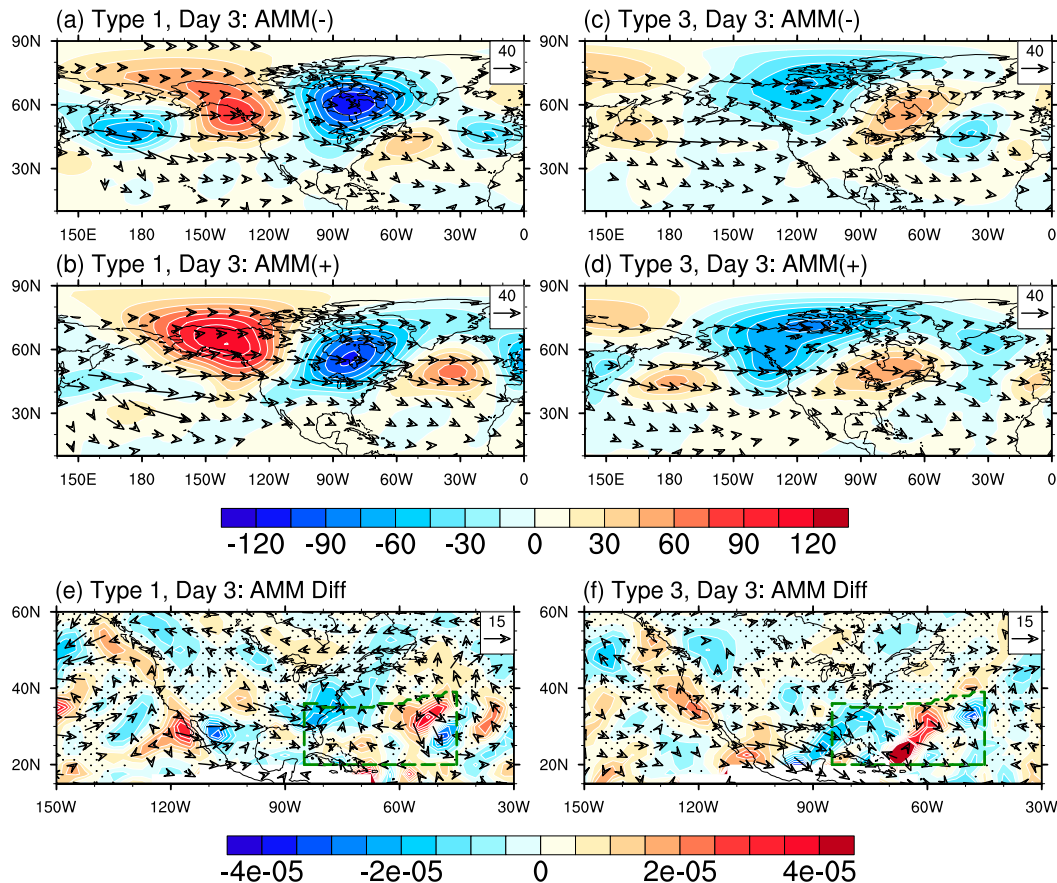 (a) Type 1, Day 3: AMM(-)
90N
60N
30N
40
150E 180 150W 120W 90W 60W 30W 0
(c) Type 3, Day 3: AMM(-)
90N
60N
30N
40
150E 180 150W 120W 90W 60W 30W 0
(b) Type 1, Day 3: AMM(+)
90N
60N
30N
40
150E 180 150W 120W 90W 60W 30W 0
(d) Type 3, Day 3: AMM(+)
90N
60N
30N
40
150E 180 150W 120W 90W 60W 30W 0
-120 -90 -60 -30 0 30 60 90 120
(e) Type 1, Day 3: AMM Diff
60N
40N
20N
15
150W 120W 90W 60W 30W
(f) Type 3, Day 3: AMM Diff
60N
40N
20N
15
150W 120W 90W 60W 30W
-4e-05 -2e-05 0 2e-05 4e-05